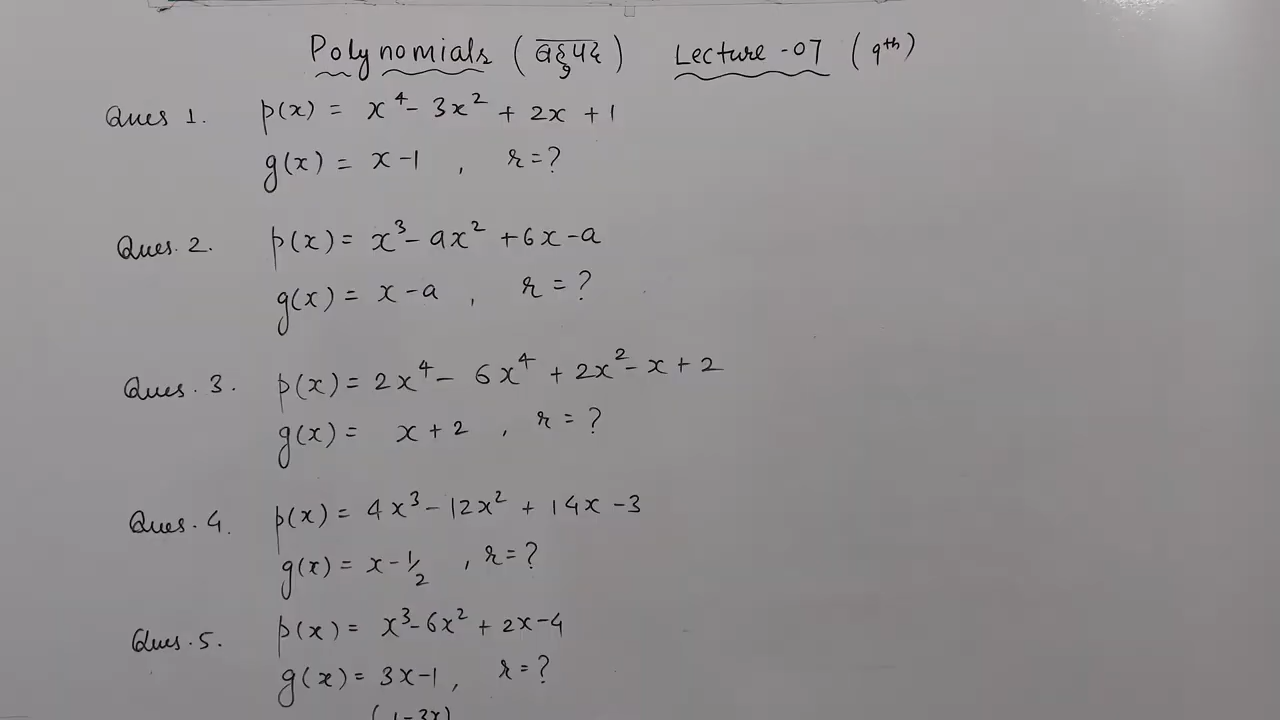 Polynomials (बहुपद) Lecture-07 (9th)
Ques 1. p(x) = x⁴ - 3x² + 2x + 1
g(x) = x - 1 , r = ?
Ques. 2. p(x) = x³ - ax² + 6x - a
g(x) = x - a , r = ?
Ques. 3. p(x) = 2x⁴ - 6x⁴ + 2x² - x + 2
g(x) = x + 2 , r = ?
Ques. 4. p(x) = 4x³ - 12x² + 14x - 3
g(x) = x - 1/2 , r = ?
Ques. 5. p(x) = x³ - 6x² + 2x - 4
g(x) = 3x - 1 , r = ?
(1 - 3x)